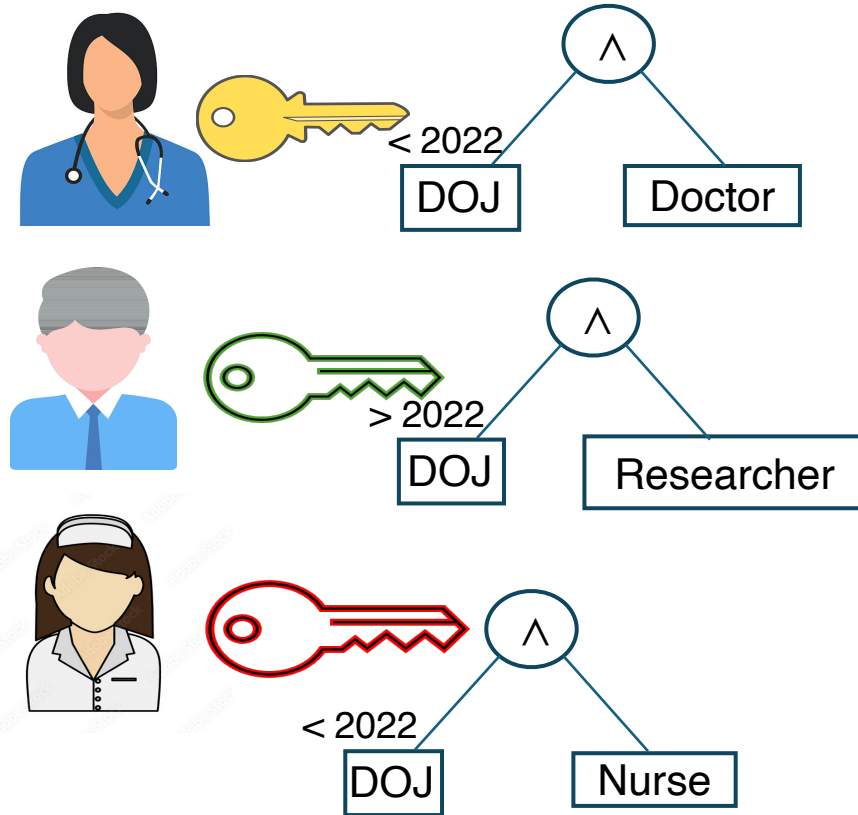 ∧
< 2022
DOJ
Doctor
∧
> 2022
DOJ
Researcher
∧
< 2022
DOJ
Nurse